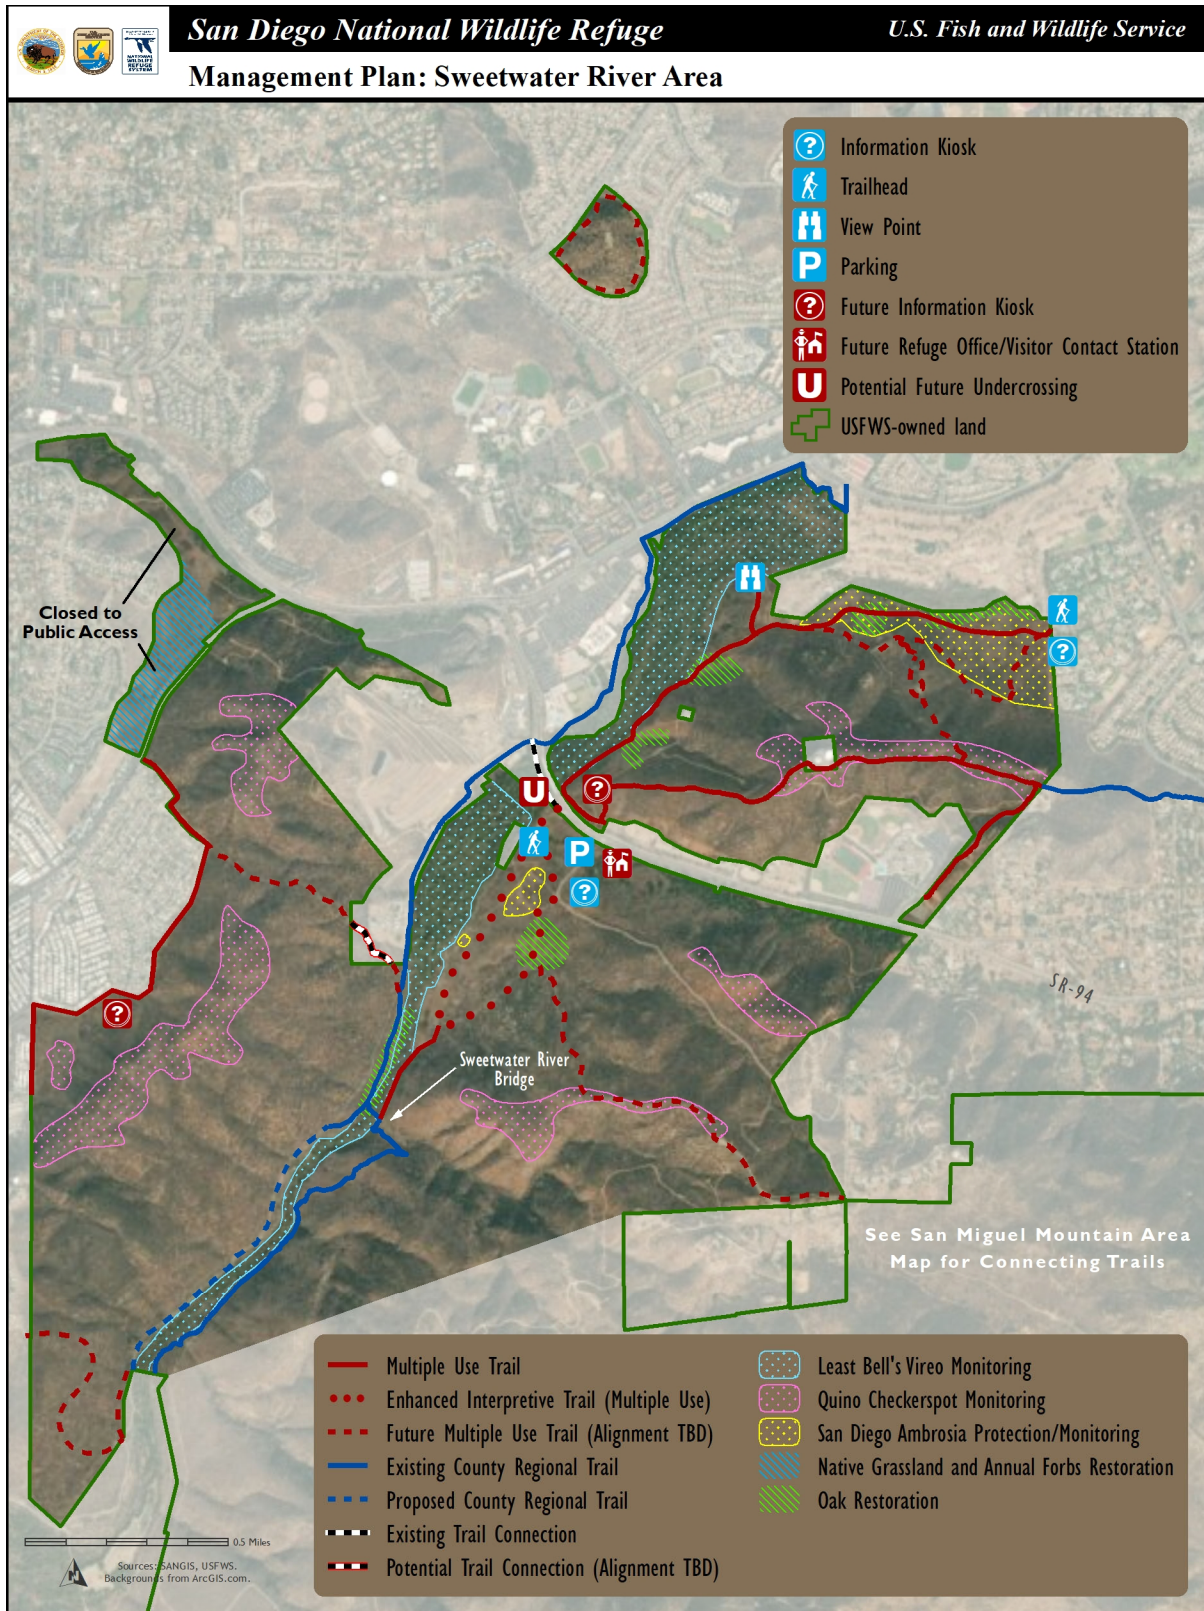 San Diego National Wildlife Refuge
U.S. Fish and Wildlife Service
NATIONAL
WILDLIFE
REFUGE
SYSTEM
Management Plan: Sweetwater River Area
? Information Kiosk
Trailhead
View Point
P Parking
? Future Information Kiosk
Future Refuge Office/Visitor Contact Station
U Potential Future Undercrossing
USFWS-owned land
Closed to
Public Access
?
U
?
P
?
SR-94
?
Sweetwater River
Bridge
See San Miguel Mountain Area
Map for Connecting Trails
Multiple Use Trail
Enhanced Interpretive Trail (Multiple Use)
Future Multiple Use Trail (Alignment TBD)
Existing County Regional Trail
Proposed County Regional Trail
Existing Trail Connection
Potential Trail Connection (Alignment TBD)
Least Bell's Vireo Monitoring
Quino Checkerspot Monitoring
San Diego Ambrosia Protection/Monitoring
Native Grassland and Annual Forbs Restoration
Oak Restoration
0.5 Miles
N
Sources: SANGIS, USFWS.
Backgrounds from ArcGIS.com.